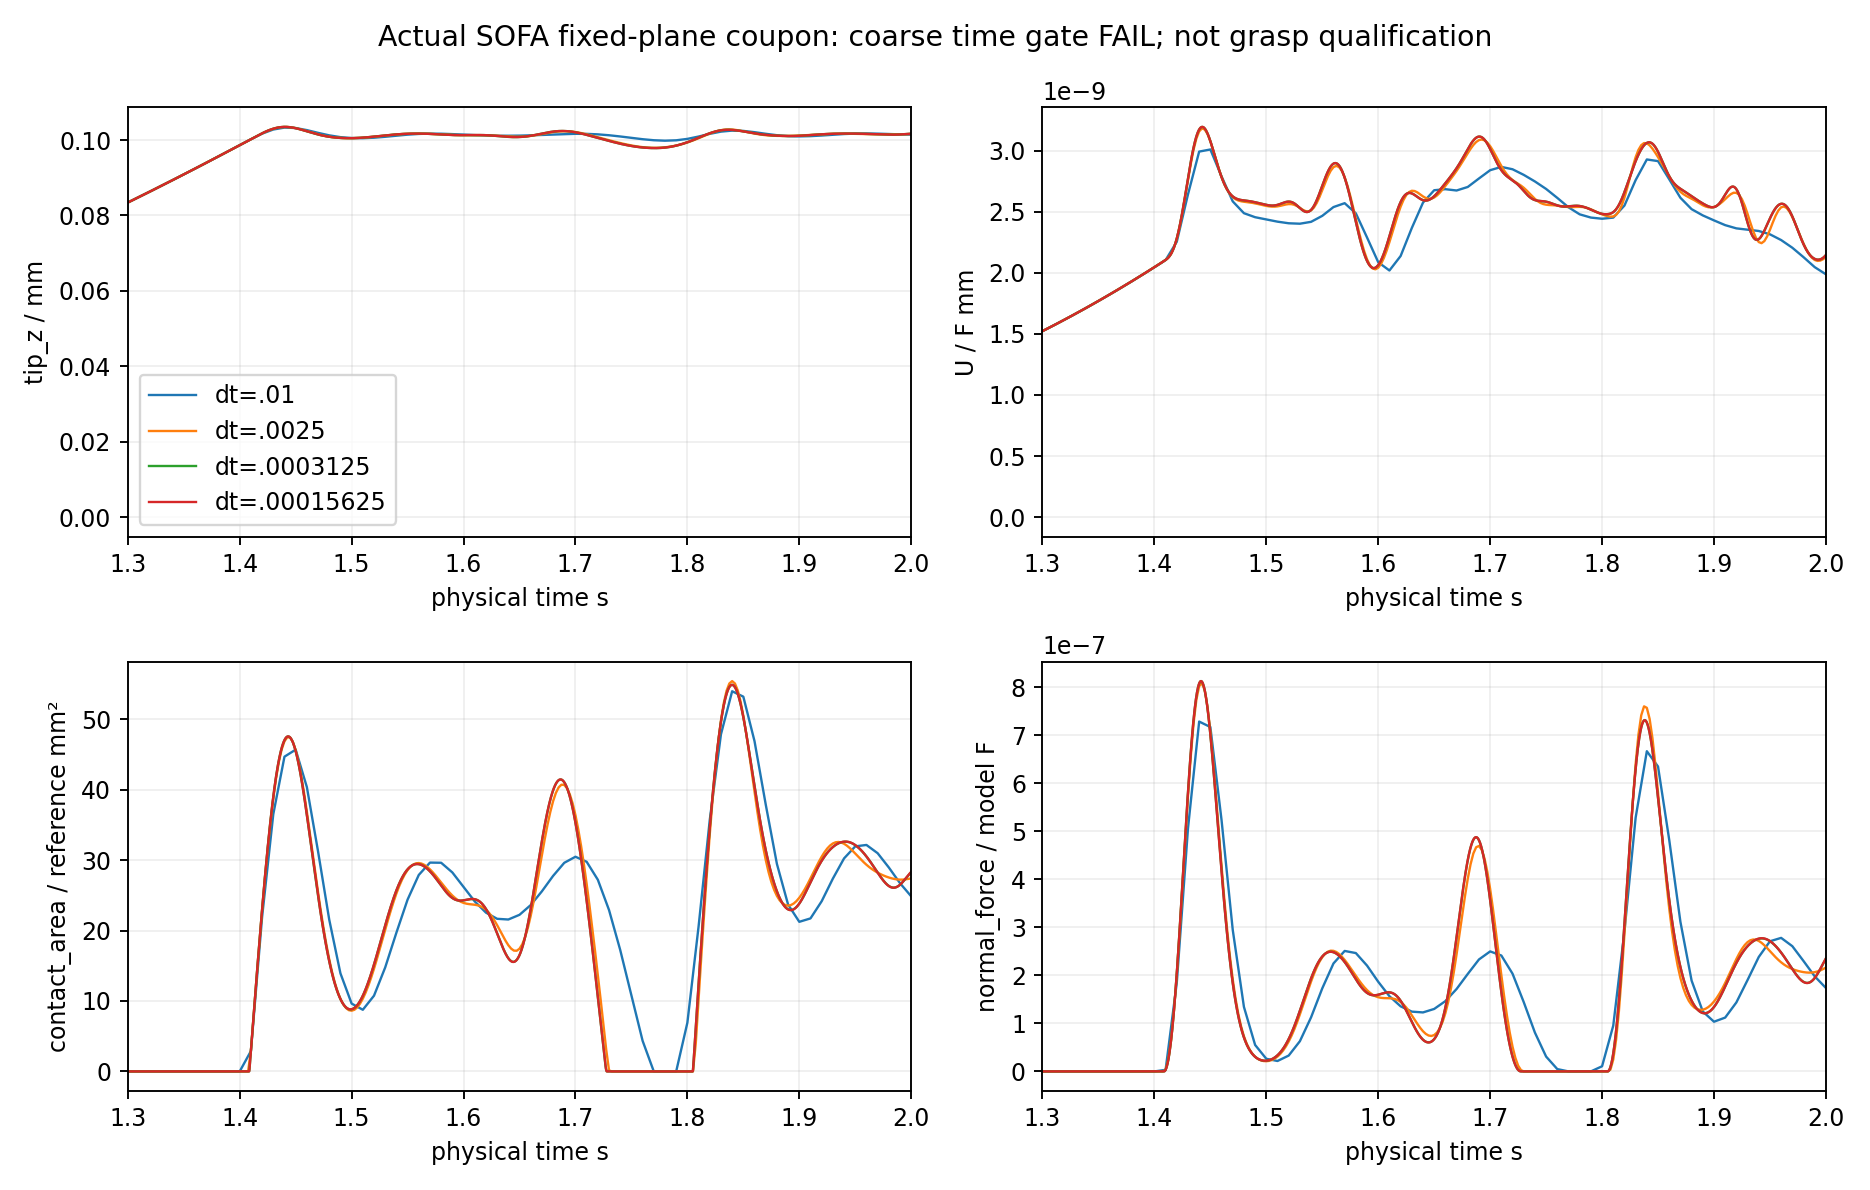 Actual SOFA fixed-plane coupon: coarse time gate FAIL; not grasp qualification
tip_z / mm
0.10
0.08
0.06
0.04
0.02
0.00
dt=.01
dt=.0025
dt=.0003125
dt=.00015625
1.3 1.4 1.5 1.6 1.7 1.8 1.9 2.0
physical time s
1e−9
U / F mm
3.0
2.5
2.0
1.5
1.0
0.5
0.0
1.3 1.4 1.5 1.6 1.7 1.8 1.9 2.0
physical time s
contact_area / reference mm²
50
40
30
20
10
0
1.3 1.4 1.5 1.6 1.7 1.8 1.9 2.0
physical time s
1e−7
normal_force / model F
8
7
6
5
4
3
2
1
0
1.3 1.4 1.5 1.6 1.7 1.8 1.9 2.0
physical time s